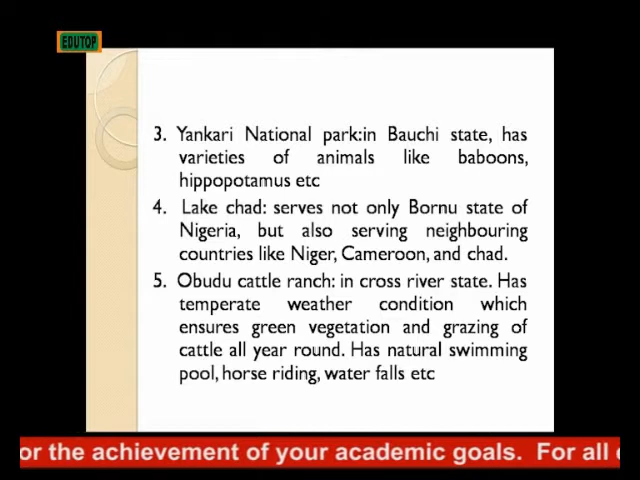 EDUTOP
3. Yankari National park:in Bauchi state, has
varieties of animals like baboons,
hippopotamus etc
4. Lake chad: serves not only Bornu state of
Nigeria, but also serving neighbouring
countries like Niger, Cameroon, and chad.
5. Obudu cattle ranch: in cross river state. Has
temperate weather condition which
ensures green vegetation and grazing of
cattle all year round. Has natural swimming
pool, horse riding, water falls etc
or the achievement of your academic goals. For all